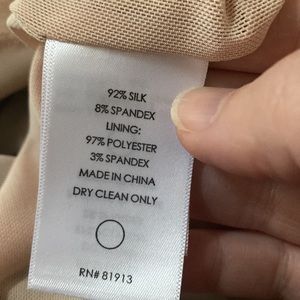 92% SILK
8% SPANDEX
LINING:
97% POLYESTER
3% SPANDEX
MADE IN CHINA
DRY CLEAN ONLY
RN# 81913